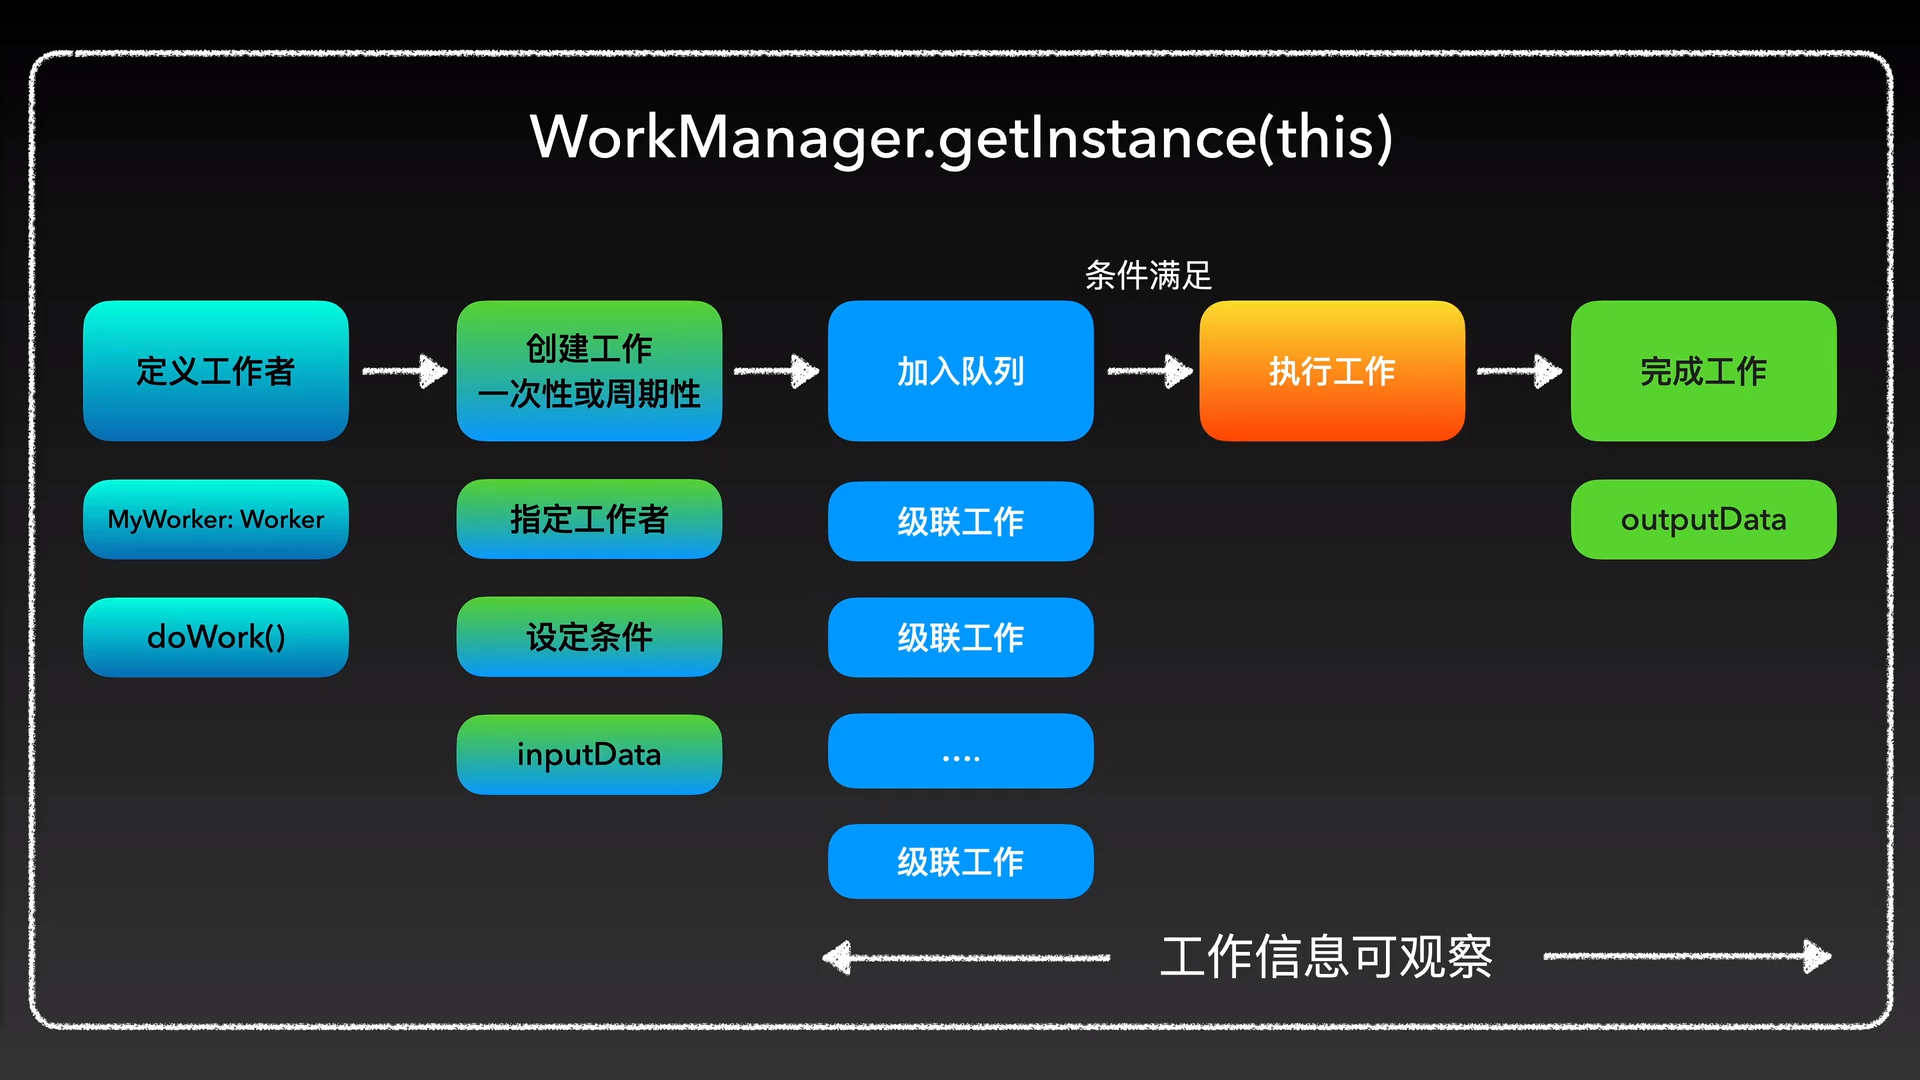 WorkManager.getInstance(this)
条件满足
定义工作者
创建工作
一次性或周期性
加入队列
执行工作
完成工作
MyWorker: Worker
指定工作者
级联工作
outputData
doWork()
设定条件
级联工作
inputData
....
级联工作
工作信息可观察